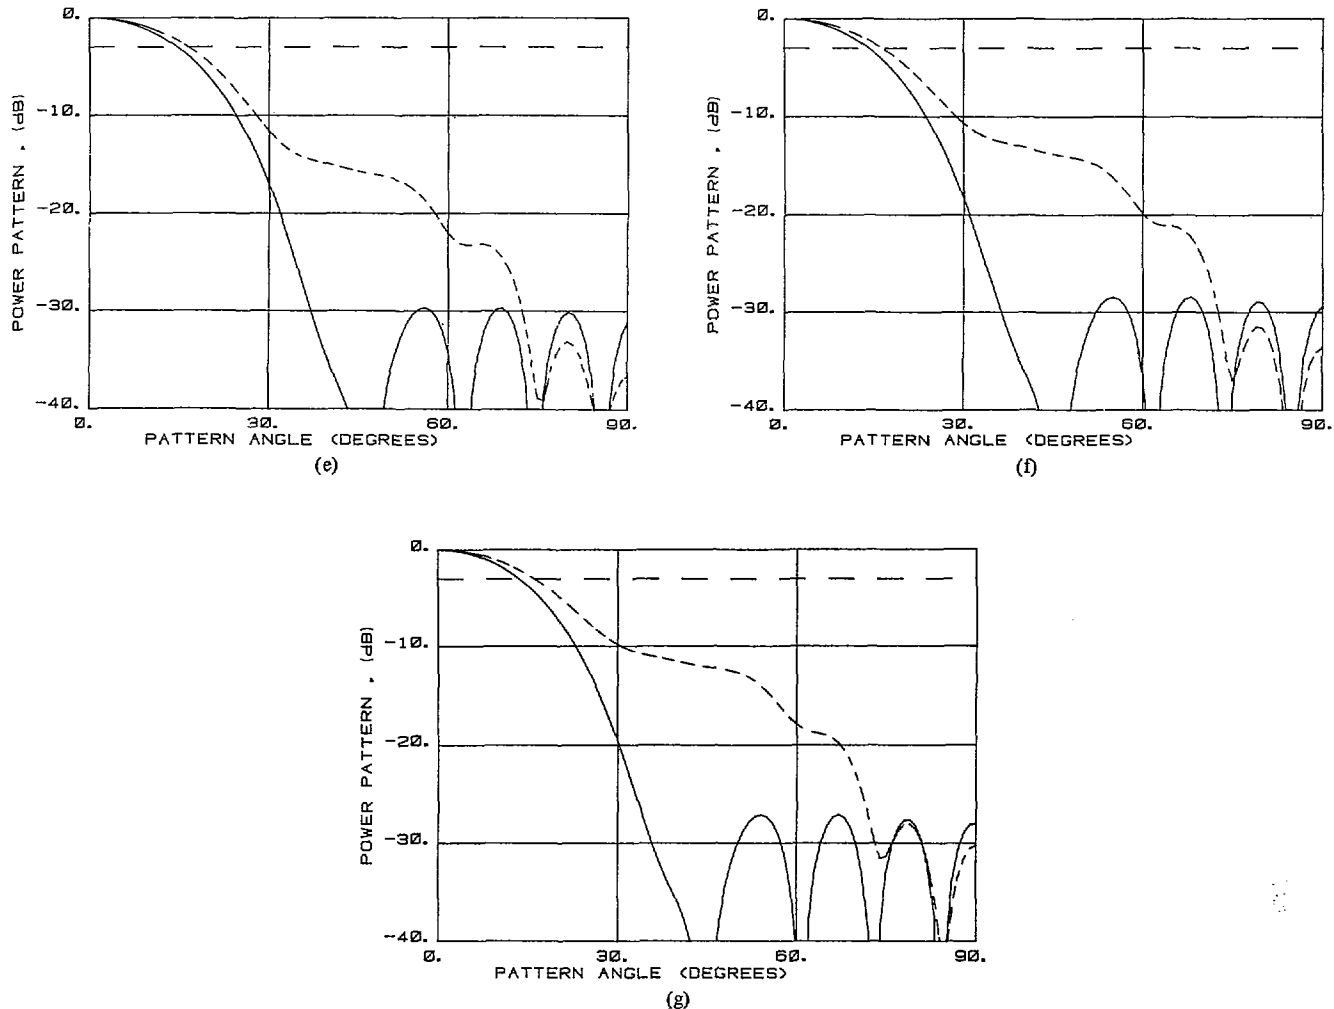 0.
-10.
-20.
-30.
-40.
POWER PATTERN , (dB)
0. 30. 60. 90.
PATTERN ANGLE (DEGREES)
(e)
0.
-10.
-20.
-30.
-40.
POWER PATTERN , (dB)
0. 30. 60. 90.
PATTERN ANGLE (DEGREES)
(f)
0.
-10.
-20.
-30.
-40.
POWER PATTERN , (dB)
0. 30. 60. 90.
PATTERN ANGLE (DEGREES)
(g)